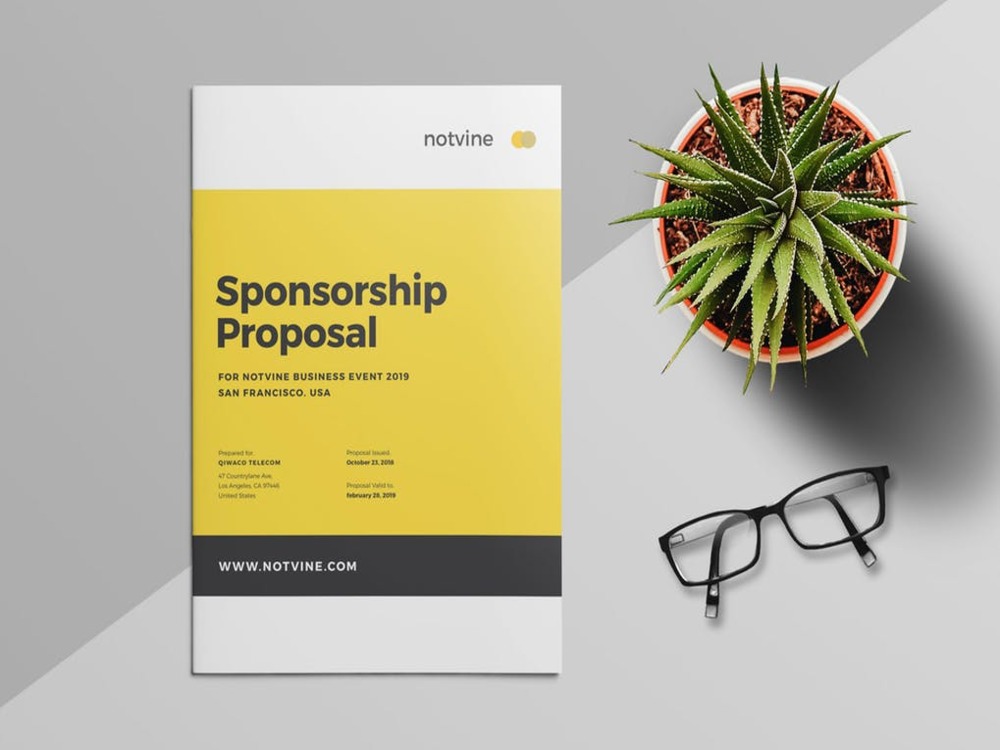 notvine
Sponsorship
Proposal
FOR NOTVINE BUSINESS EVENT 2019
SAN FRANCISCO. USA
Prepared for.
QIWACO TELECOM
47 Countrylane Ave,
Los Angeles, CA 97446
United States
Proposal Issued.
October 23, 2018
Proposal Valid to.
february 28, 2019
WWW.NOTVINE.COM